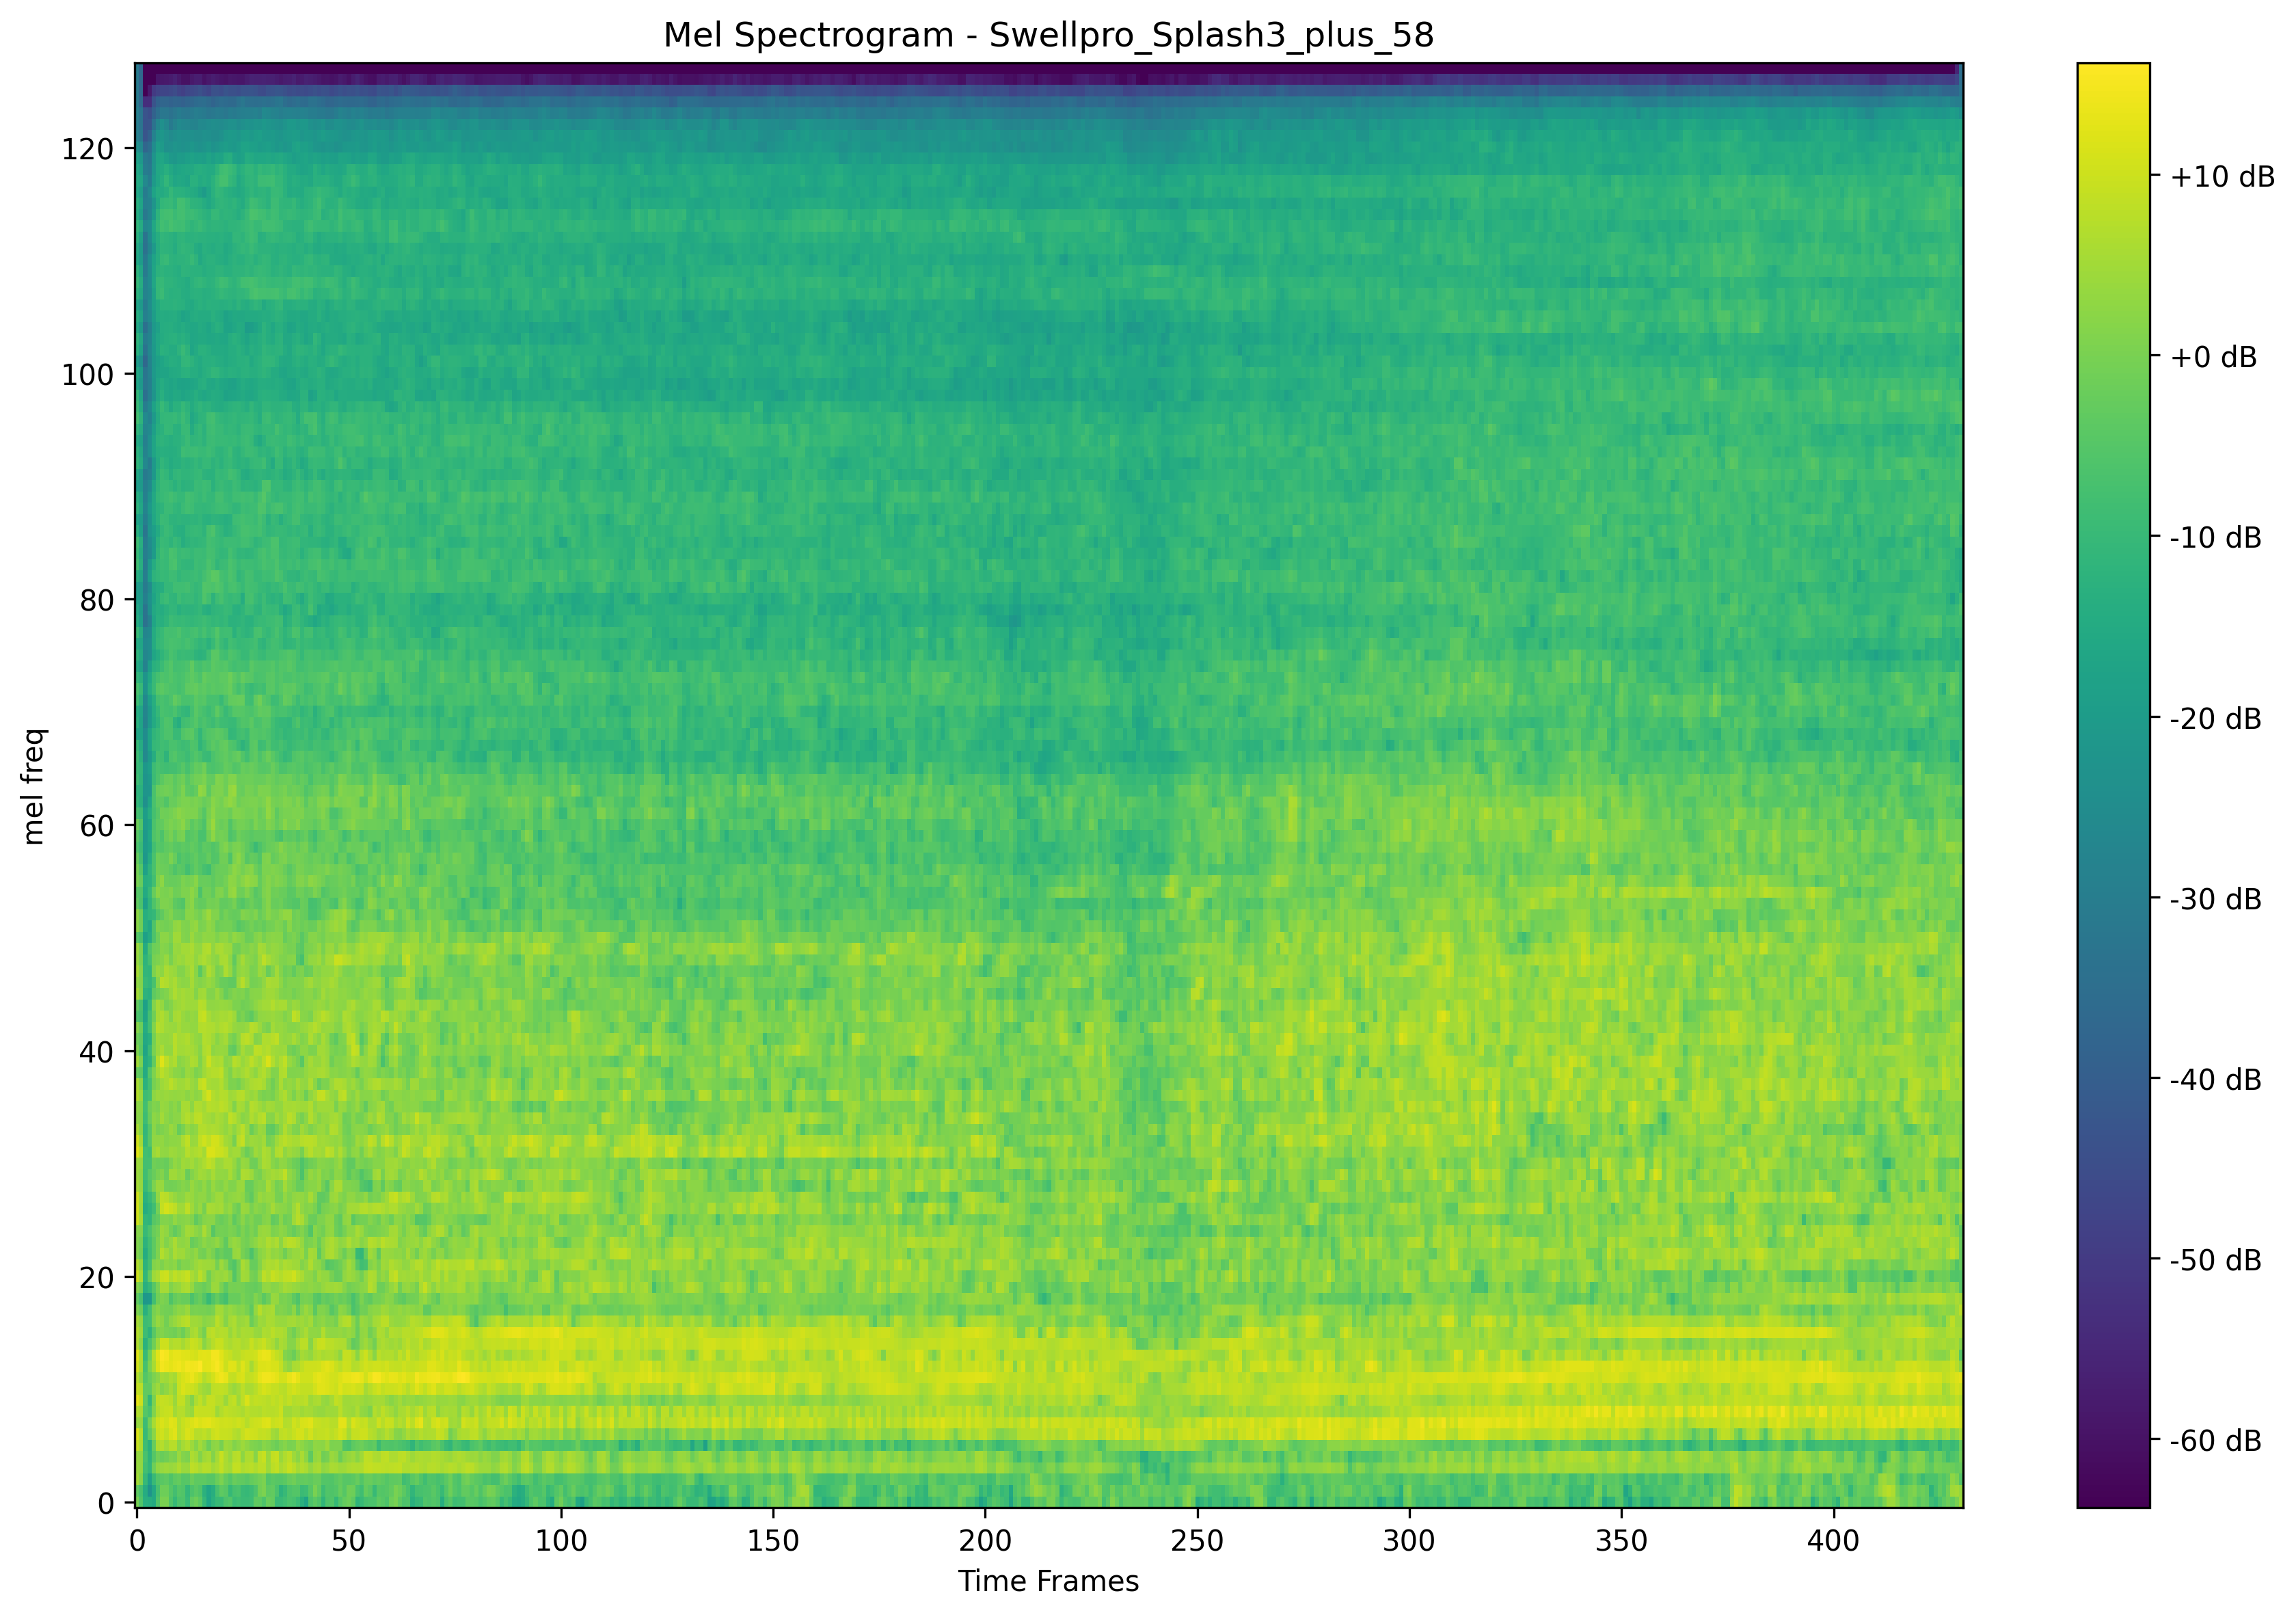 Mel Spectrogram - Swellpro_Splash3_plus_58
mel freq
120
100
80
60
40
20
0
0 50 100 150 200 250 300 350 400
Time Frames
+10 dB
+0 dB
-10 dB
-20 dB
-30 dB
-40 dB
-50 dB
-60 dB